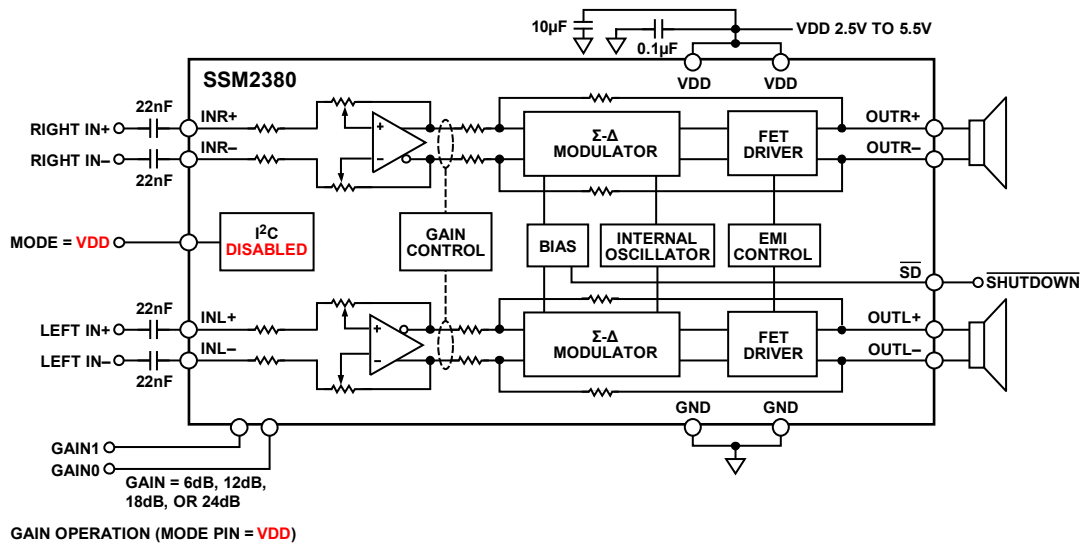 10µF
0.1µF
VDD 2.5V TO 5.5V
VDD
VDD
SSM2380
22nF
RIGHT IN+
INR+
RIGHT IN–
INR–
22nF
+
–
Σ-Δ
MODULATOR
FET
DRIVER
OUTR+
OUTR–
MODE = VDD
I²C
DISABLED
GAIN
CONTROL
BIAS
INTERNAL
OSCILLATOR
EMI
CONTROL
SD
SHUTDOWN
22nF
LEFT IN+
INL+
LEFT IN–
INL–
22nF
+
–
Σ-Δ
MODULATOR
FET
DRIVER
OUTL+
OUTL–
GND
GND
GAIN1
GAIN0
GAIN = 6dB, 12dB,
18dB, OR 24dB
GAIN OPERATION (MODE PIN = VDD)